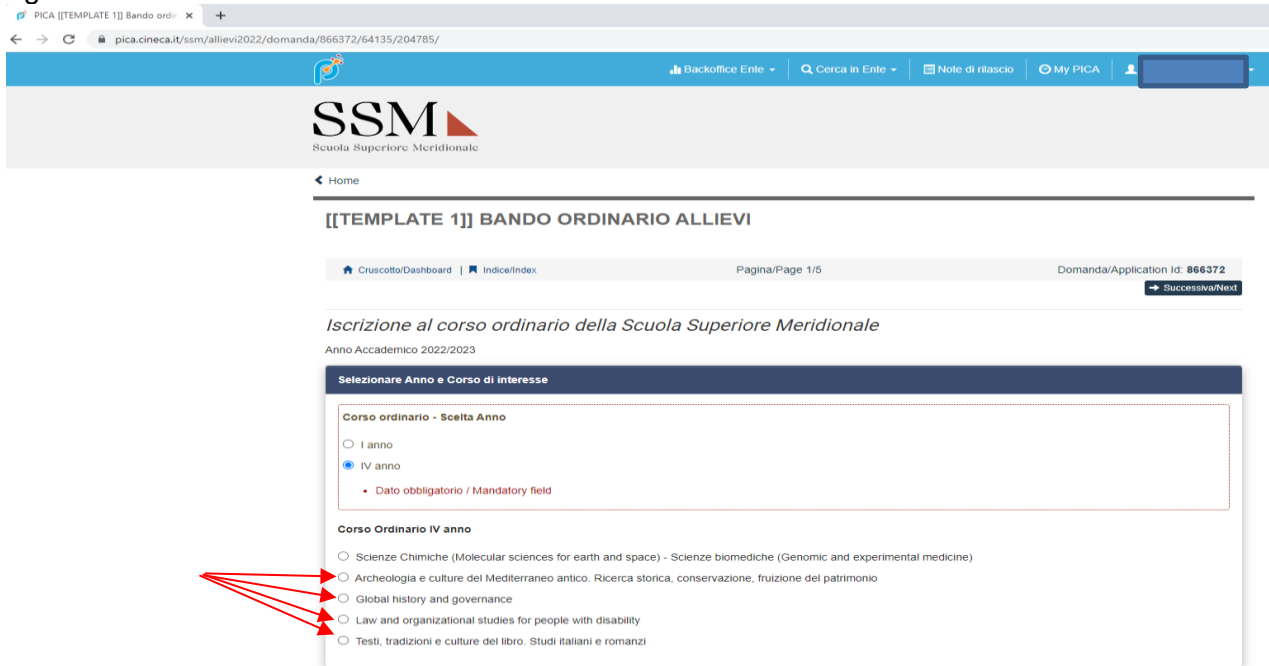 PICA [[TEMPLATE 1]] Bando ordin
pica.cineca.it/ssm/allievi2022/domanda/866372/64135/204785/
Backoffice Ente
Cerca in Ente
Note di rilascio
My PICA
SSM
Scuola Superiore Meridionale
Home
[[TEMPLATE 1]] BANDO ORDINARIO ALLIEVI
Cruscotto/Dashboard | Indice/Index Pagina/Page 1/5 Domanda/Application Id: 866372
Successiva/Next
Iscrizione al corso ordinario della Scuola Superiore Meridionale
Anno Accademico 2022/2023
Selezionare Anno e Corso di interesse
Corso ordinario - Scelta Anno
I anno
IV anno
Dato obbligatorio / Mandatory field
Corso Ordinario IV anno
Scienze Chimiche (Molecular sciences for earth and space) - Scienze biomediche (Genomic and experimental medicine)
Archeologia e culture del Mediterraneo antico. Ricerca storica, conservazione, fruizione del patrimonio
Global history and governance
Law and organizational studies for people with disability
Testi, tradizioni e culture del libro. Studi italiani e romanzi